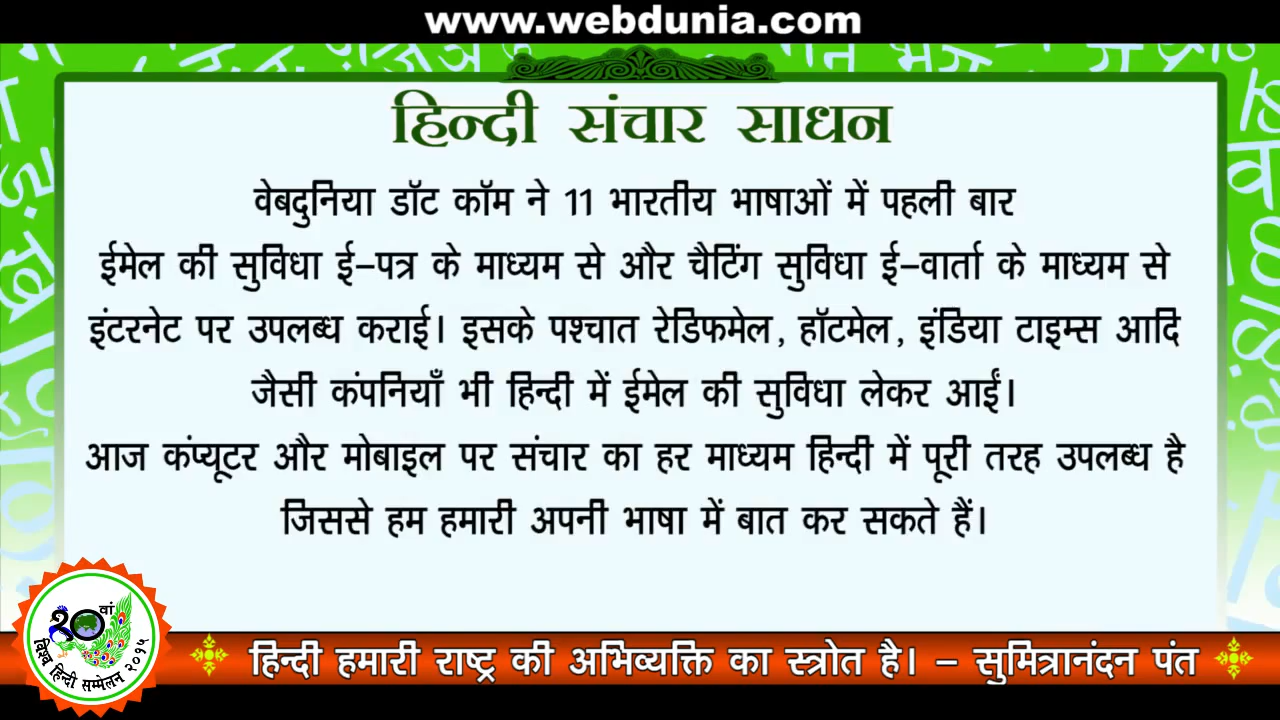 www.webdunia.com
हिन्दी संचार साधन
वेबदुनिया डॉट कॉम ने 11 भारतीय भाषाओं में पहली बार
ईमेल की सुविधा ई-पत्र के माध्यम से और चैटिंग सुविधा ई-वार्ता के माध्यम से
इंटरनेट पर उपलब्ध कराई। इसके पश्चात रेडिफमेल, हॉटमेल, इंडिया टाइम्स आदि
जैसी कंपनियाँ भी हिन्दी में ईमेल की सुविधा लेकर आईं।
आज कंप्यूटर और मोबाइल पर संचार का हर माध्यम हिन्दी में पूरी तरह उपलब्ध है
जिससे हम हमारी अपनी भाषा में बात कर सकते हैं।
१०वां
विश्व हिन्दी सम्मेलन २०१५
हिन्दी हमारी राष्ट्र की अभिव्यक्ति का स्त्रोत है। - सुमित्रानंदन पंत